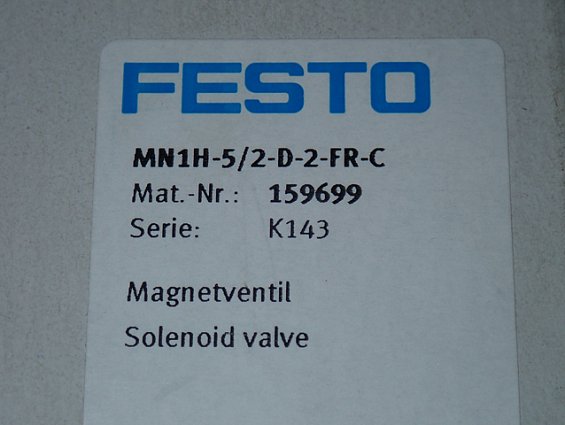 FESTO
MN1H-5/2-D-2-FR-C
Mat.-Nr.: 159699
Serie: K143
Magnetventil
Solenoid valve